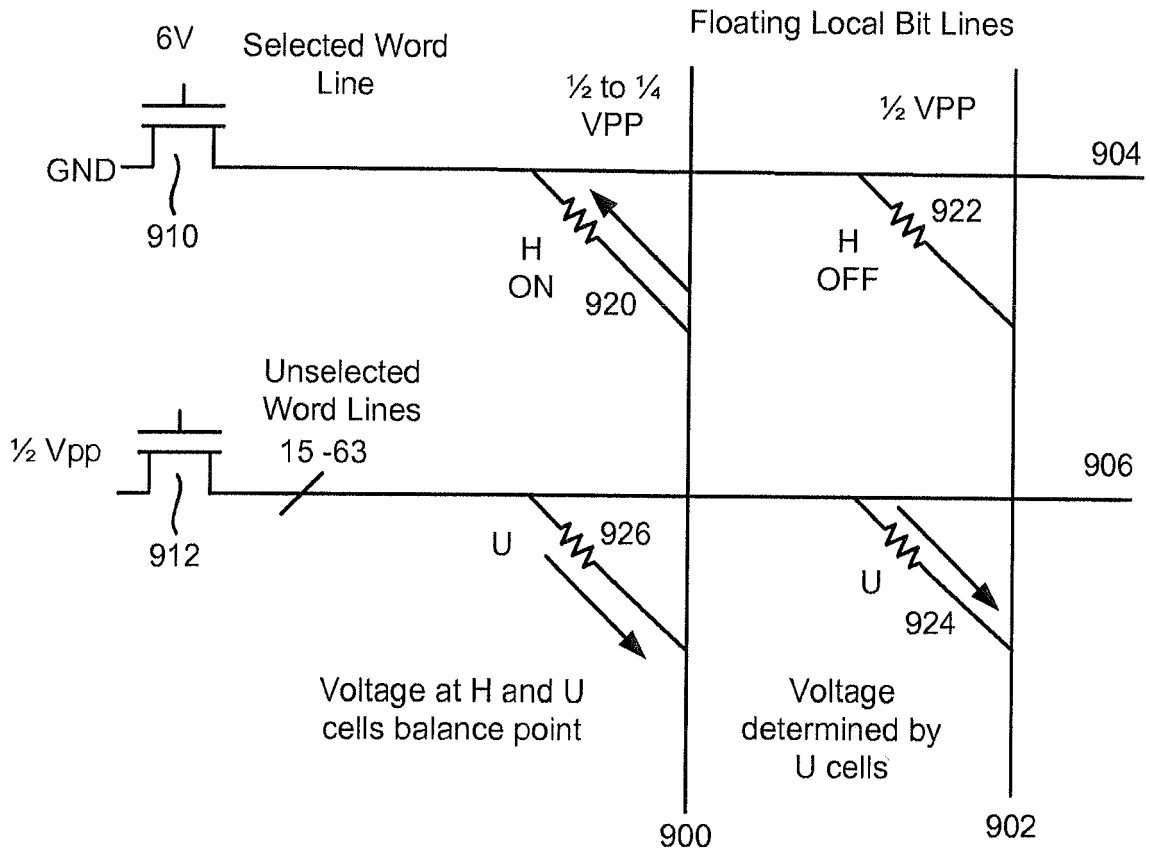 Floating Local Bit Lines
6V
Selected Word
Line
½ to ¼
VPP
½ VPP
GND
904
910
H
ON
920
922
H
OFF
Unselected
Word Lines
15 -63
½ Vpp
906
912
U
926
U
924
Voltage at H and U
cells balance point
Voltage
determined by
U cells
900
902